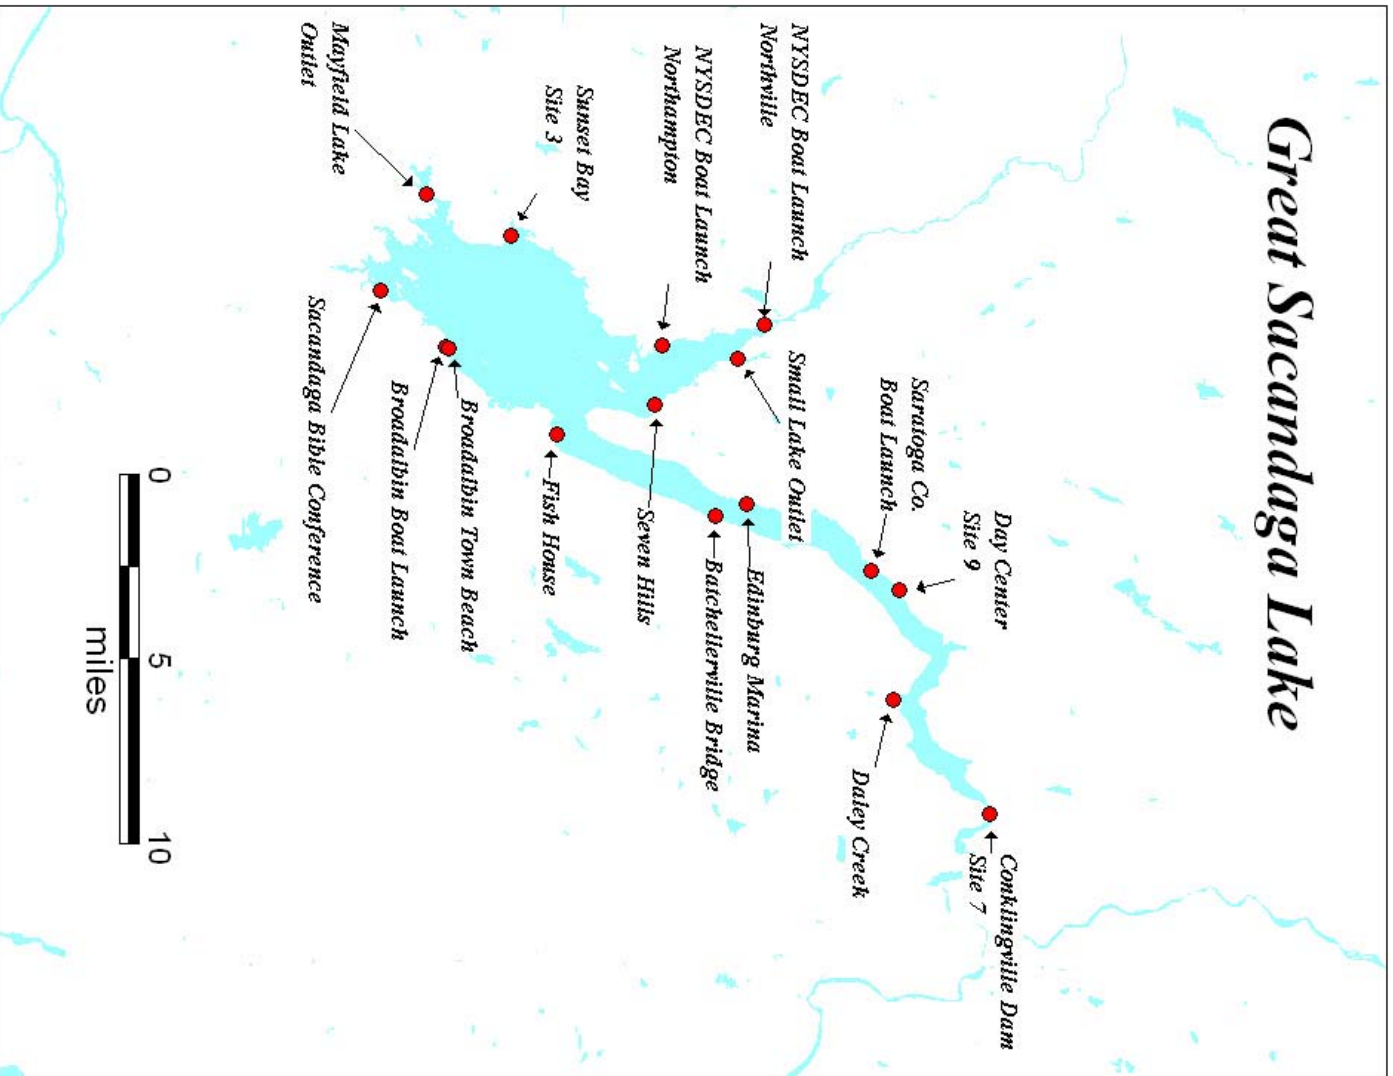 Great Sacandaga Lake
NYSDEC Boat Launch
Northville
NYSDEC Boat Launch
Northampton
Sunset Bay
Site 3
Mayfield Lake
Outlet
Small Lake Outlet
Saratoga Co.
Boat Launch
Day Center
Site 9
Conklingville Dam
Site 7
Daley Creek
Edinburg Marina
Batchellerville Bridge
Seven Hills
Fish House
Broadalbin Town Beach
Broadalbin Boat Launch
Sacandaga Bible Conference
0 5 10
miles